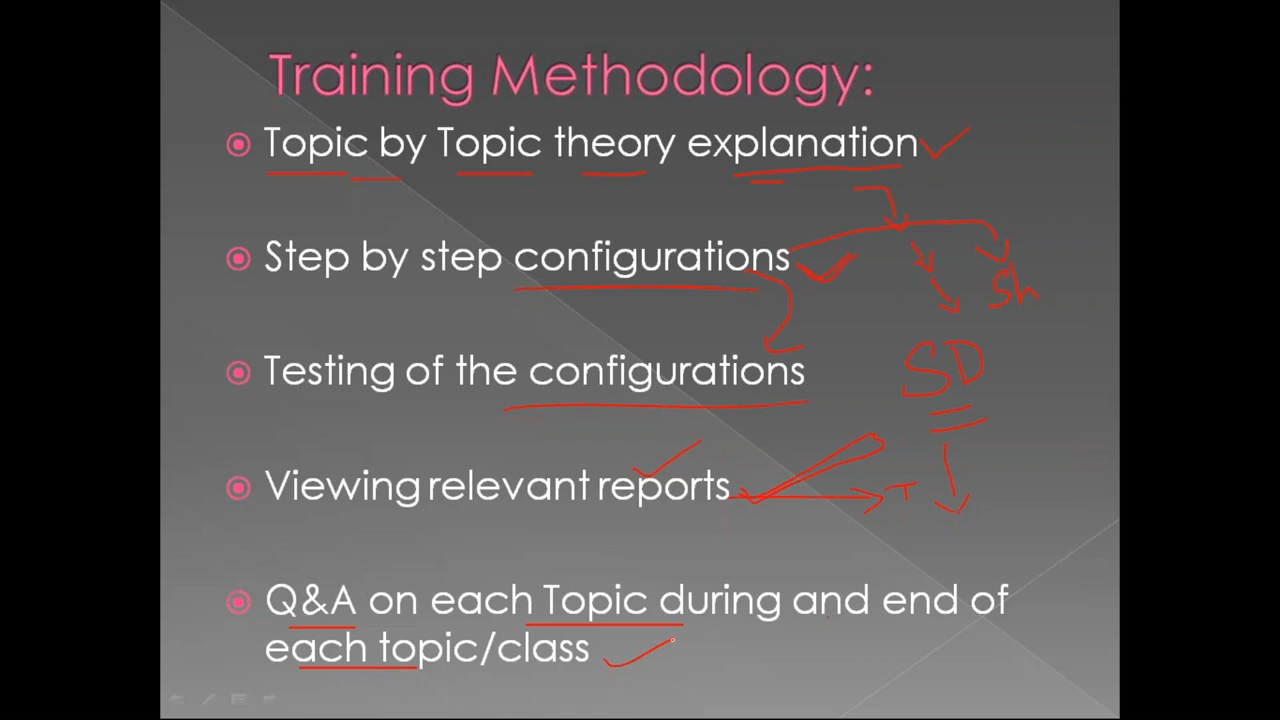 Training Methodology:
Topic by Topic theory explanation
Step by step configurations
Sh
Testing of the configurations
SD
Viewing relevant reports
T
Q&A on each Topic during and end of
each topic/class